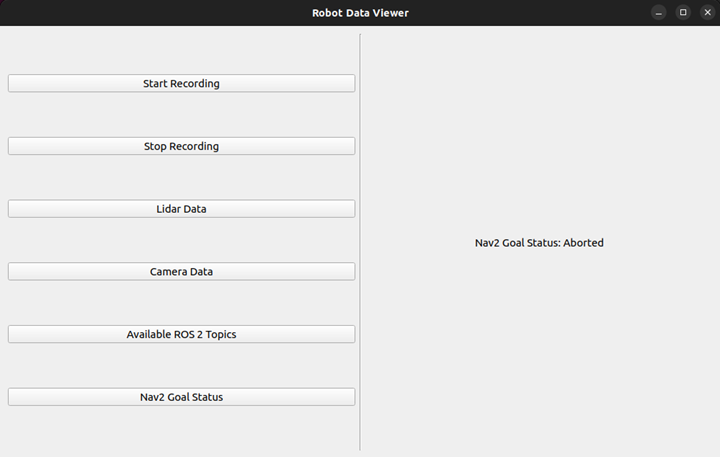 Robot Data Viewer
Start Recording
Stop Recording
Lidar Data
Camera Data
Available ROS 2 Topics
Nav2 Goal Status
Nav2 Goal Status: Aborted